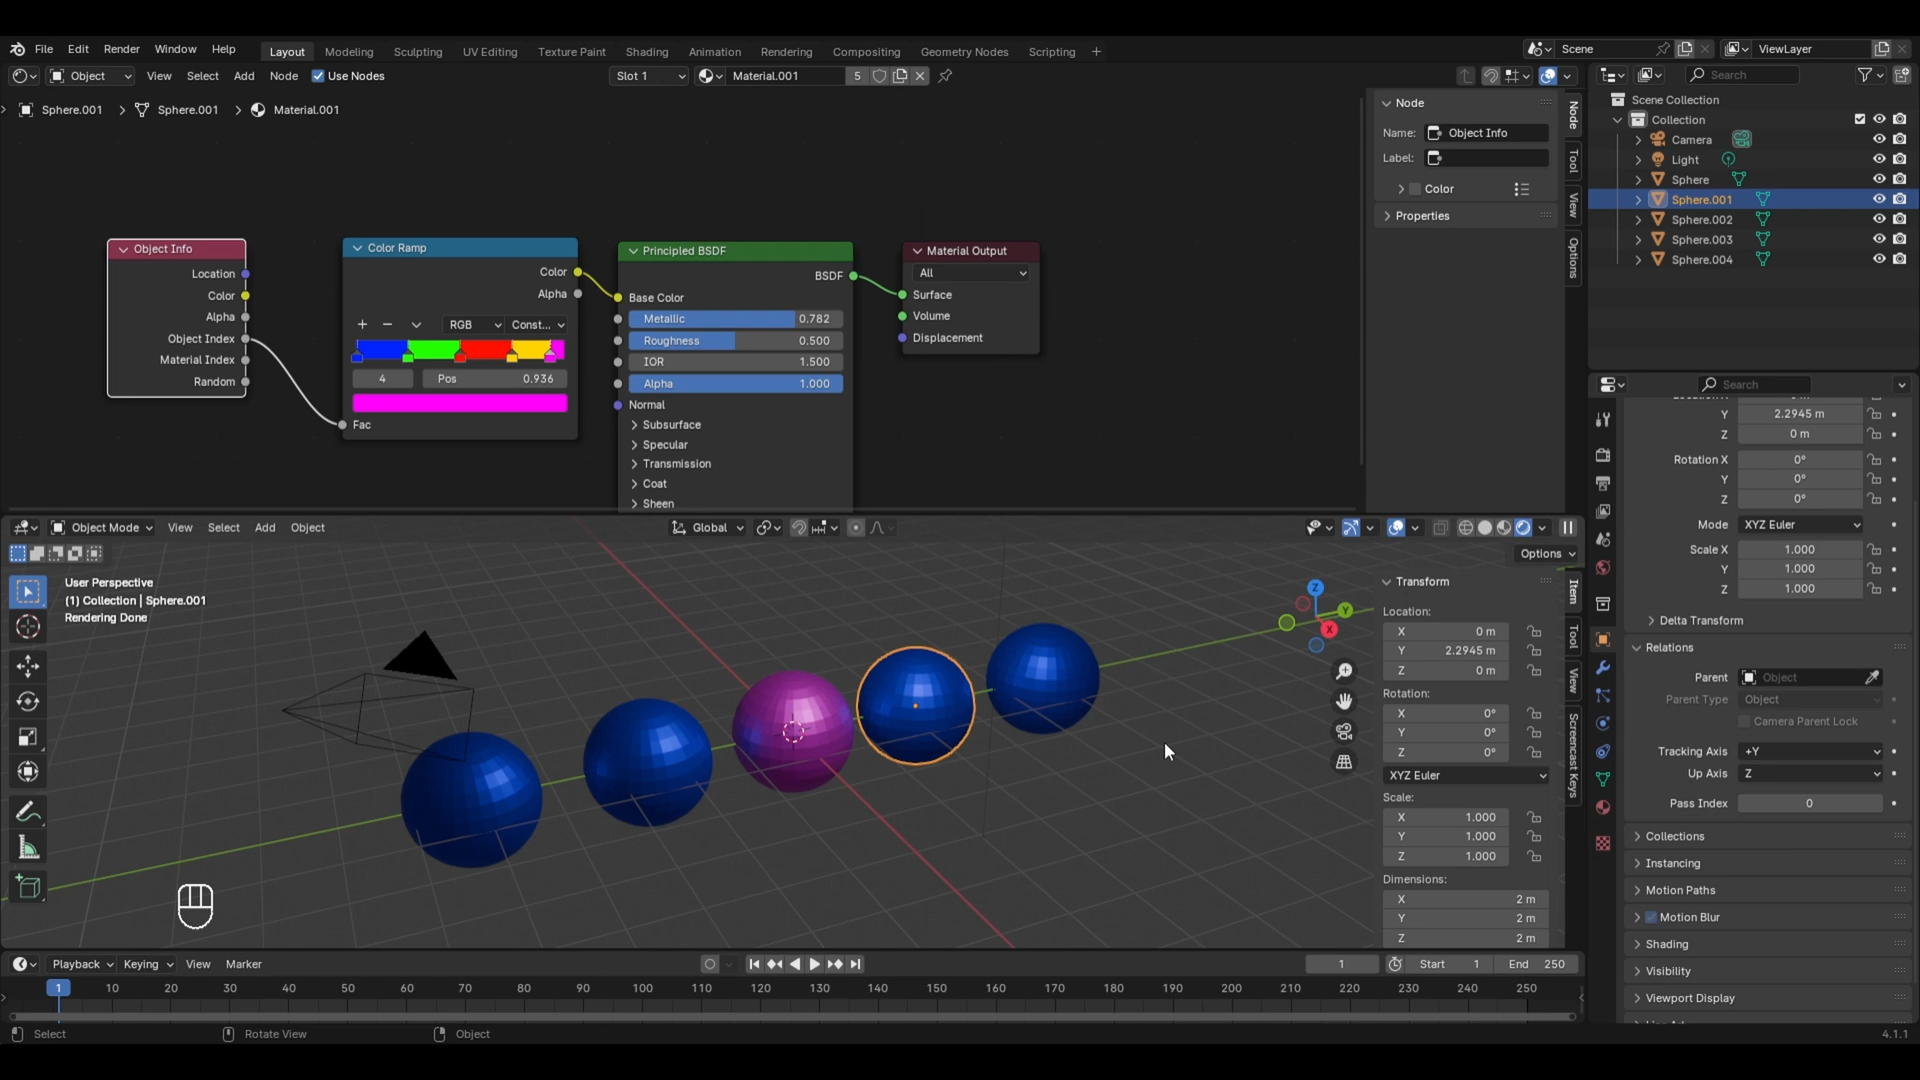 File Edit Render Window Help Layout Modeling Sculpting UV Editing Texture Paint Shading Animation Rendering Compositing Geometry Nodes Scripting + Scene ViewLayer
Object View Select Add Node Use Nodes Slot 1 Material.001 5 Search
Sphere.001 > Sphere.001 > Material.001
Node
Name: Object Info
Label:
Color
Properties
Node
Tool
View
Options
Scene Collection
Collection
Camera
Light
Sphere
Sphere.001
Sphere.002
Sphere.003
Sphere.004
Object Info
Location
Color
Alpha
Object Index
Material Index
Random
Color Ramp
Color
Alpha
+ − RGB Const...
4 Pos 0.936
Fac
Principled BSDF
BSDF
Base Color
Metallic 0.782
Roughness 0.500
IOR 1.500
Alpha 1.000
Normal
Subsurface
Specular
Transmission
Coat
Sheen
Material Output
All
Surface
Volume
Displacement
Object Mode View Select Add Object Global
Options
User Perspective
(1) Collection | Sphere.001
Rendering Done
Z
Y
X
Transform
Location:
X 0 m
Y 2.2945 m
Z 0 m
Rotation:
X 0°
Y 0°
Z 0°
XYZ Euler
Scale:
X 1.000
Y 1.000
Z 1.000
Dimensions:
X 2 m
Y 2 m
Z 2 m
Item
Tool
View
Screencast Keys
Search
Y 2.2945 m
Z 0 m
Rotation X 0°
Y 0°
Z 0°
Mode XYZ Euler
Scale X 1.000
Y 1.000
Z 1.000
Delta Transform
Relations
Parent Object
Parent Type Object
Camera Parent Lock
Tracking Axis +Y
Up Axis Z
Pass Index 0
Collections
Instancing
Motion Paths
Motion Blur
Shading
Visibility
Viewport Display
Playback Keying View Marker 1 Start 1 End 250
1 10 20 30 40 50 60 70 80 90 100 110 120 130 140 150 160 170 180 190 200 210 220 230 240 250
Select Rotate View Object 4.1.1